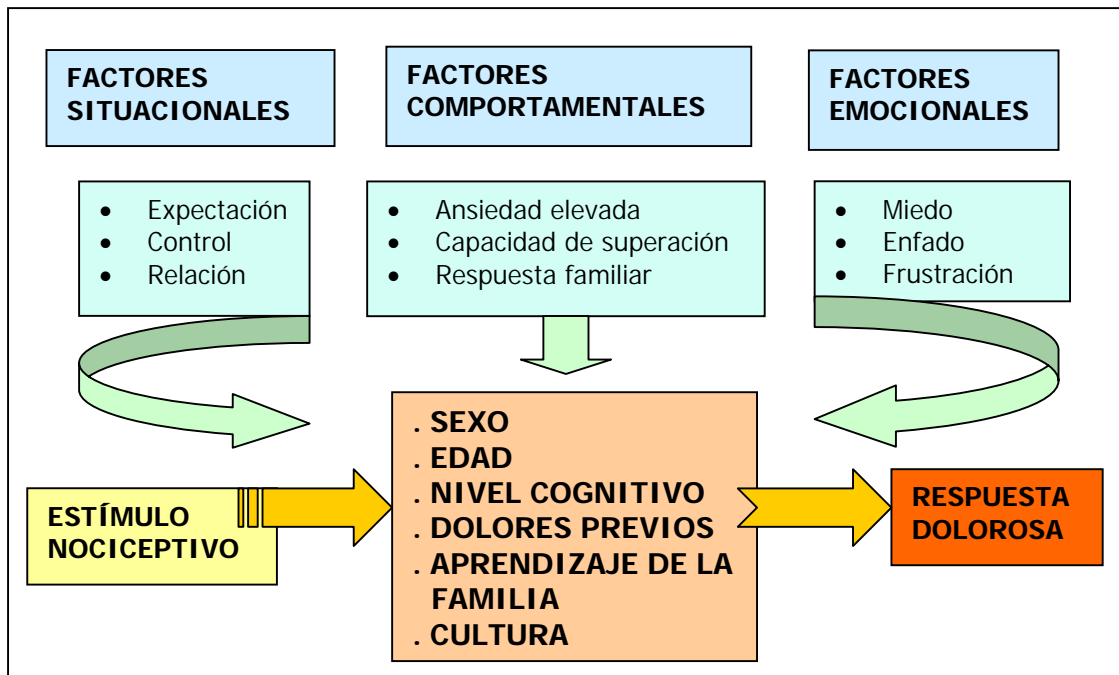 FACTORES
SITUACIONALES
FACTORES
COMPORTAMENTALES
FACTORES
EMOCIONALES
• Expectación
• Control
• Relación
• Ansiedad elevada
• Capacidad de superación
• Respuesta familiar
• Miedo
• Enfado
• Frustración
ESTÍMULO
NOCICEPTIVO
. SEXO
. EDAD
. NIVEL COGNITIVO
. DOLORES PREVIOS
. APRENDIZAJE DE LA
FAMILIA
. CULTURA
RESPUESTA
DOLOROSA